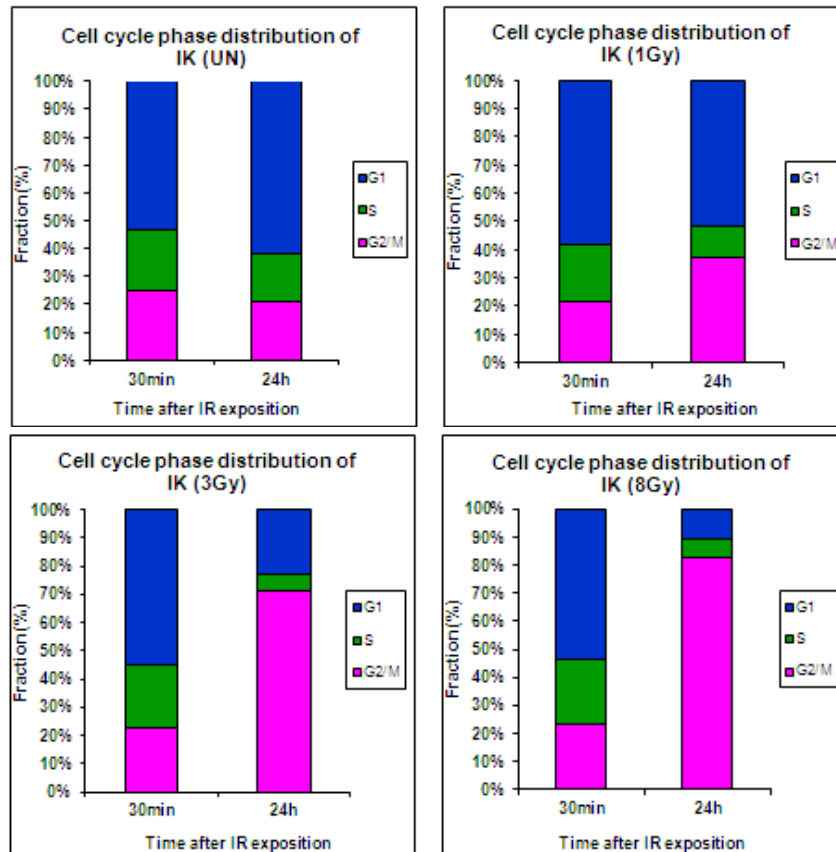 Cell cycle phase distribution of
IK (UN)
100%
90%
80%
70%
60%
50%
40%
30%
20%
10%
0%
Fraction(%)
30min
24h
Time after IR exposition
G1
S
G2/M
Cell cycle phase distribution of
IK (1Gy)
100%
90%
80%
70%
60%
50%
40%
30%
20%
10%
0%
Fraction(%)
30min
24h
Time after IR exposition
G1
S
G2/M
Cell cycle phase distribution of
IK (3Gy)
100%
90%
80%
70%
60%
50%
40%
30%
20%
10%
0%
Fraction(%)
30min
24h
Time after IR exposition
G1
S
G2/M
Cell cycle phase distribution of
IK (8Gy)
100%
90%
80%
70%
60%
50%
40%
30%
20%
10%
0%
Fraction(%)
30min
24h
Time after IR exposition
G1
S
G2/M